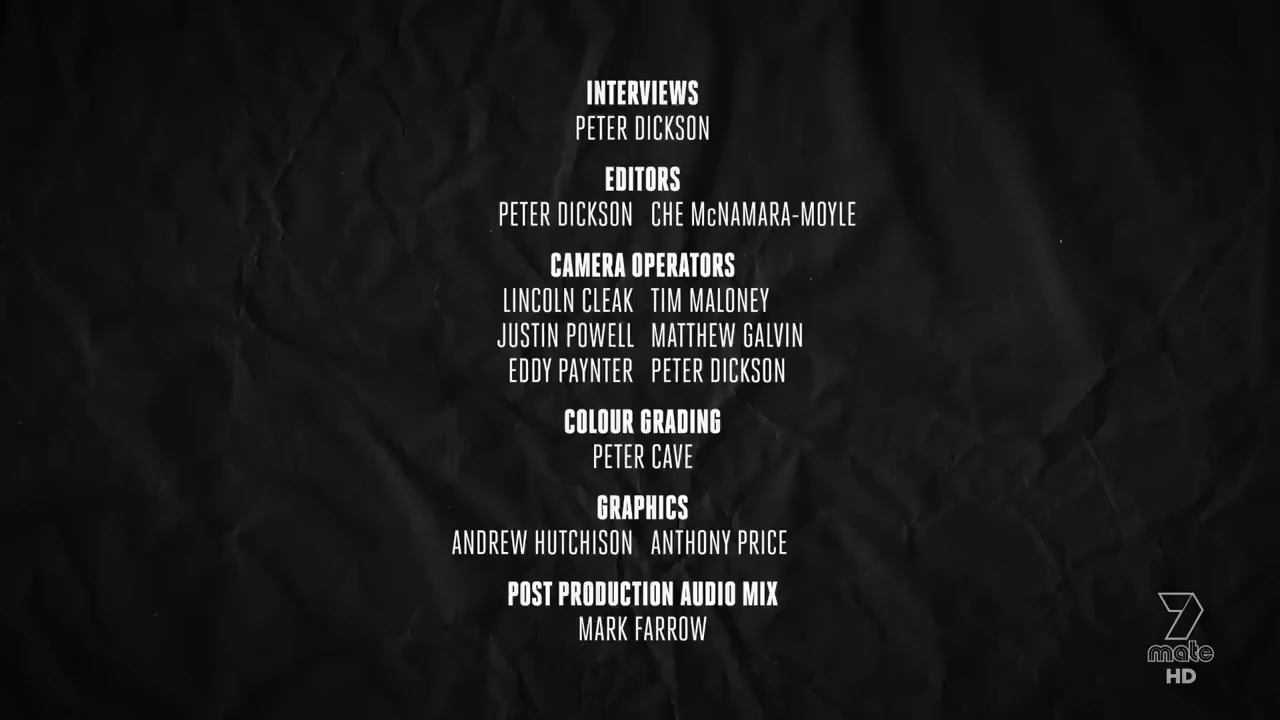 INTERVIEWS
PETER DICKSON
EDITORS
PETER DICKSON CHE McNAMARA-MOYLE
CAMERA OPERATORS
LINCOLN CLEAK TIM MALONEY
JUSTIN POWELL MATTHEW GALVIN
EDDY PAYNTER PETER DICKSON
COLOUR GRADING
PETER CAVE
GRAPHICS
ANDREW HUTCHISON ANTHONY PRICE
POST PRODUCTION AUDIO MIX
MARK FARROW
7
mate
HD